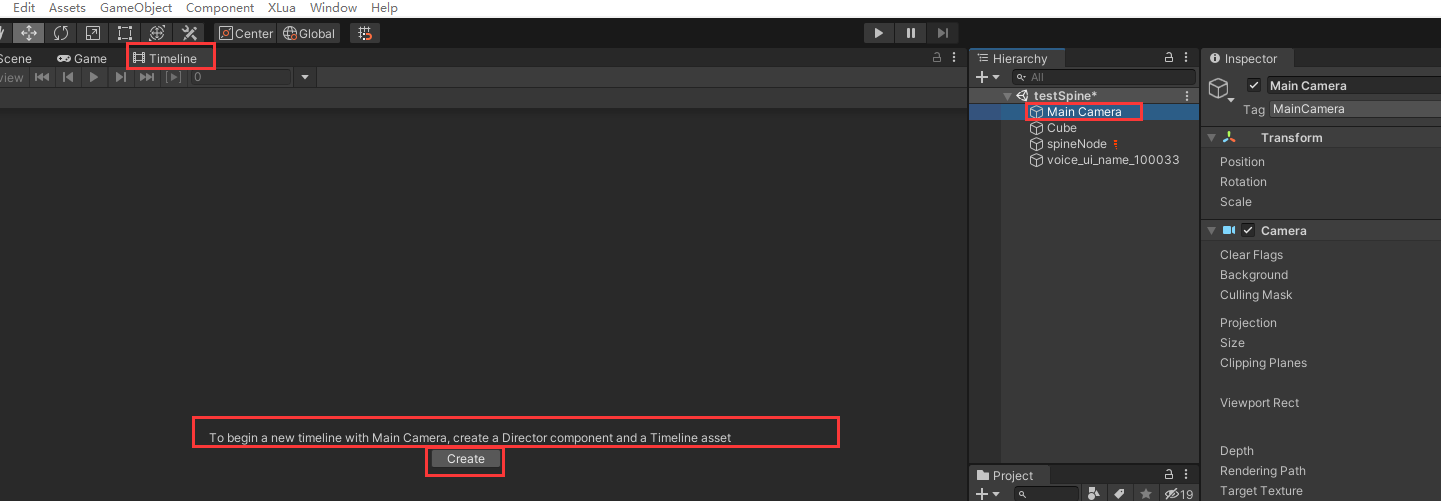 Edit Assets GameObject Component XLua Window Help
Center Global
Scene Game Timeline
view 0
To begin a new timeline with Main Camera, create a Director component and a Timeline asset
Create
Hierarchy
All
testSpine*
Main Camera
Cube
spineNode
voice_ui_name_100033
Project
19
Inspector
Main Camera
Tag MainCamera
Transform
Position
Rotation
Scale
Camera
Clear Flags
Background
Culling Mask
Projection
Size
Clipping Planes
Viewport Rect
Depth
Rendering Path
Target Texture